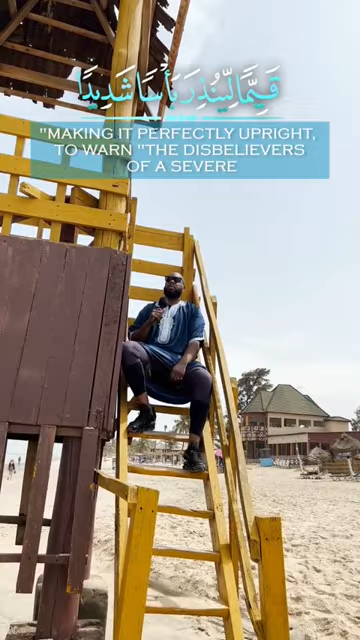 قَيِّمًا لِّيُنذِرَ بَأْسًا شَدِيدًا
"MAKING IT PERFECTLY UPRIGHT,
TO WARN "THE DISBELIEVERS
OF A SEVERE